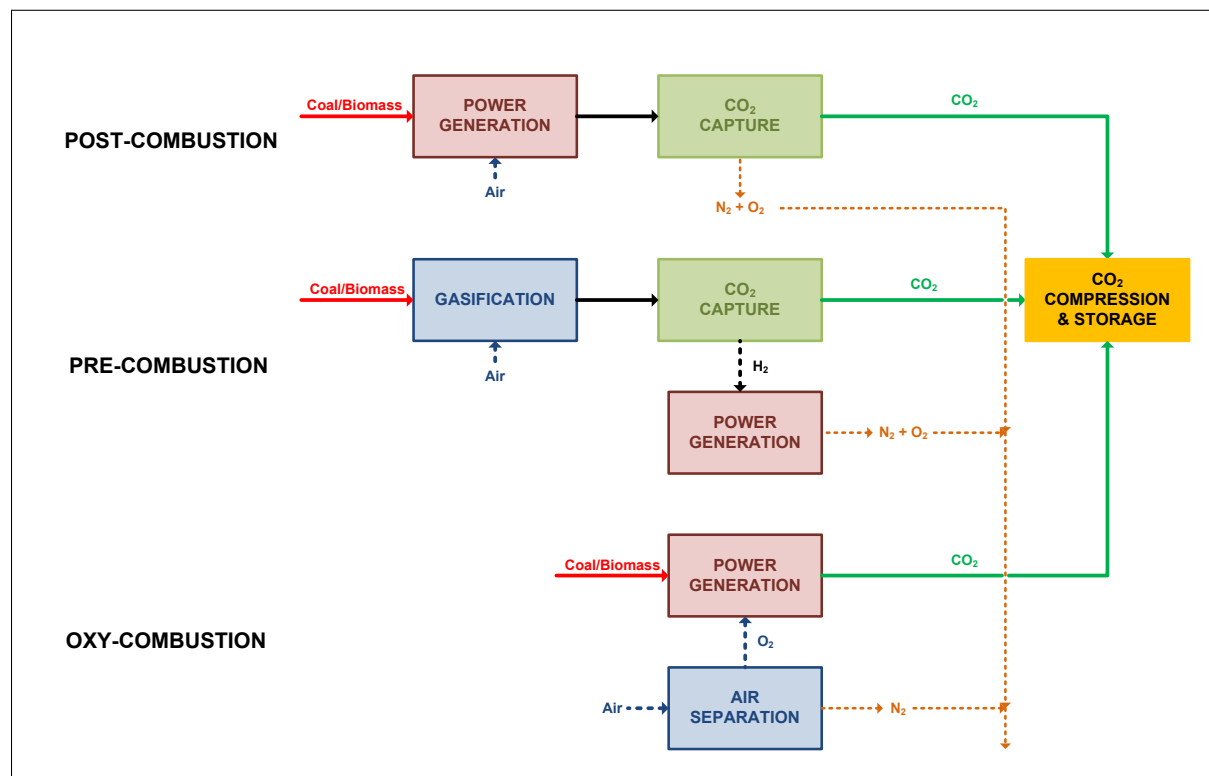 Coal/Biomass
POWER
GENERATION
CO₂
CAPTURE
CO₂
POST-COMBUSTION
Air
N₂ + O₂
Coal/Biomass
GASIFICATION
CO₂
CAPTURE
CO₂
CO₂
COMPRESSION
& STORAGE
PRE-COMBUSTION
Air
H₂
POWER
GENERATION
N₂ + O₂
Coal/Biomass
POWER
GENERATION
CO₂
OXY-COMBUSTION
O₂
Air
AIR
SEPARATION
N₂